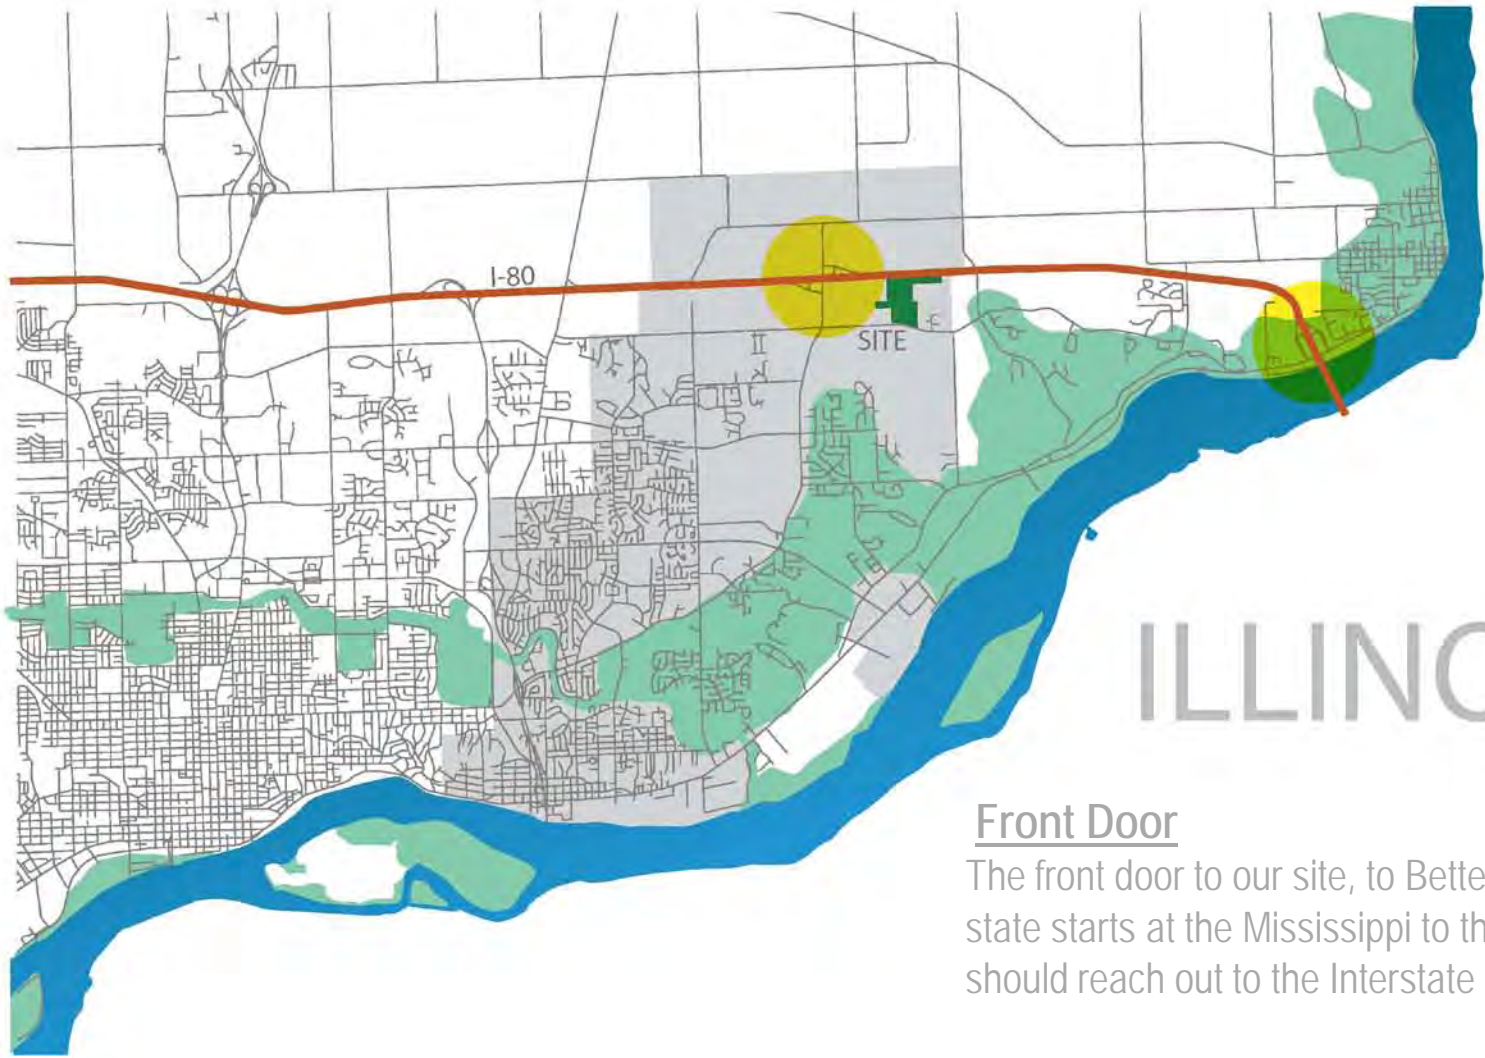 I-80
SITE
ILLINO
Front Door
The front door to our site, to Bette
state starts at the Mississippi to th
should reach out to the Interstate